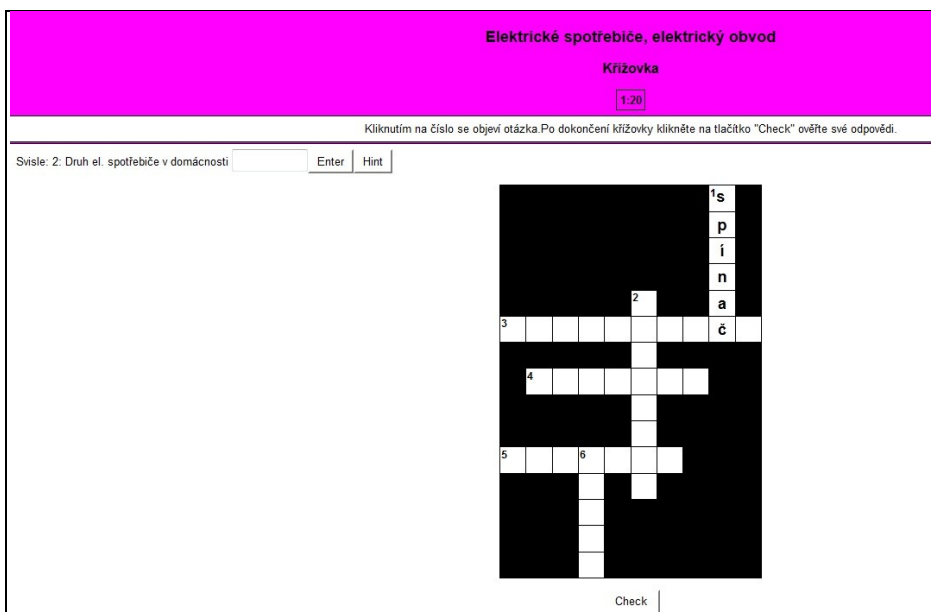 Elektrické spotřebiče, elektrický obvod
Křížovka
1:20
Kliknutím na číslo se objeví otázka.Po dokončení křížovky klikněte na tlačítko "Check" ověřte své odpovědi.
Svisle: 2: Druh el. spotřebiče v domácnosti Enter Hint
1 s
p
í
n
2 a
3 č
4
5 6
Check